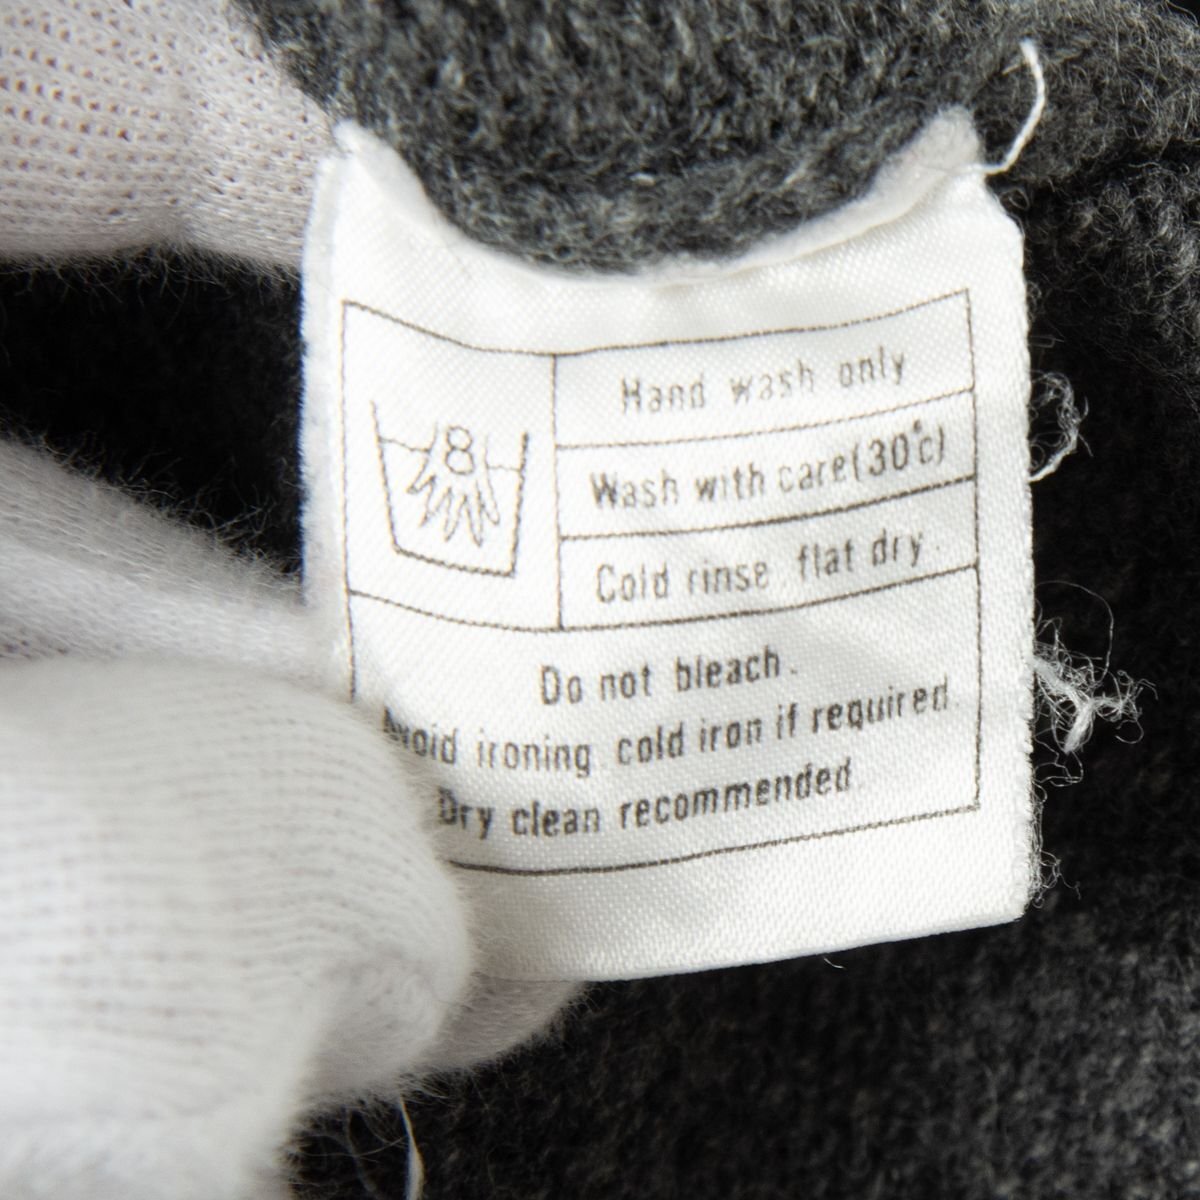 8
Hand wash only
Wash with care(30°c)
Cold rinse. flat dry.
Do not bleach.
Avoid ironing. cold iron if required.
Dry clean recommended